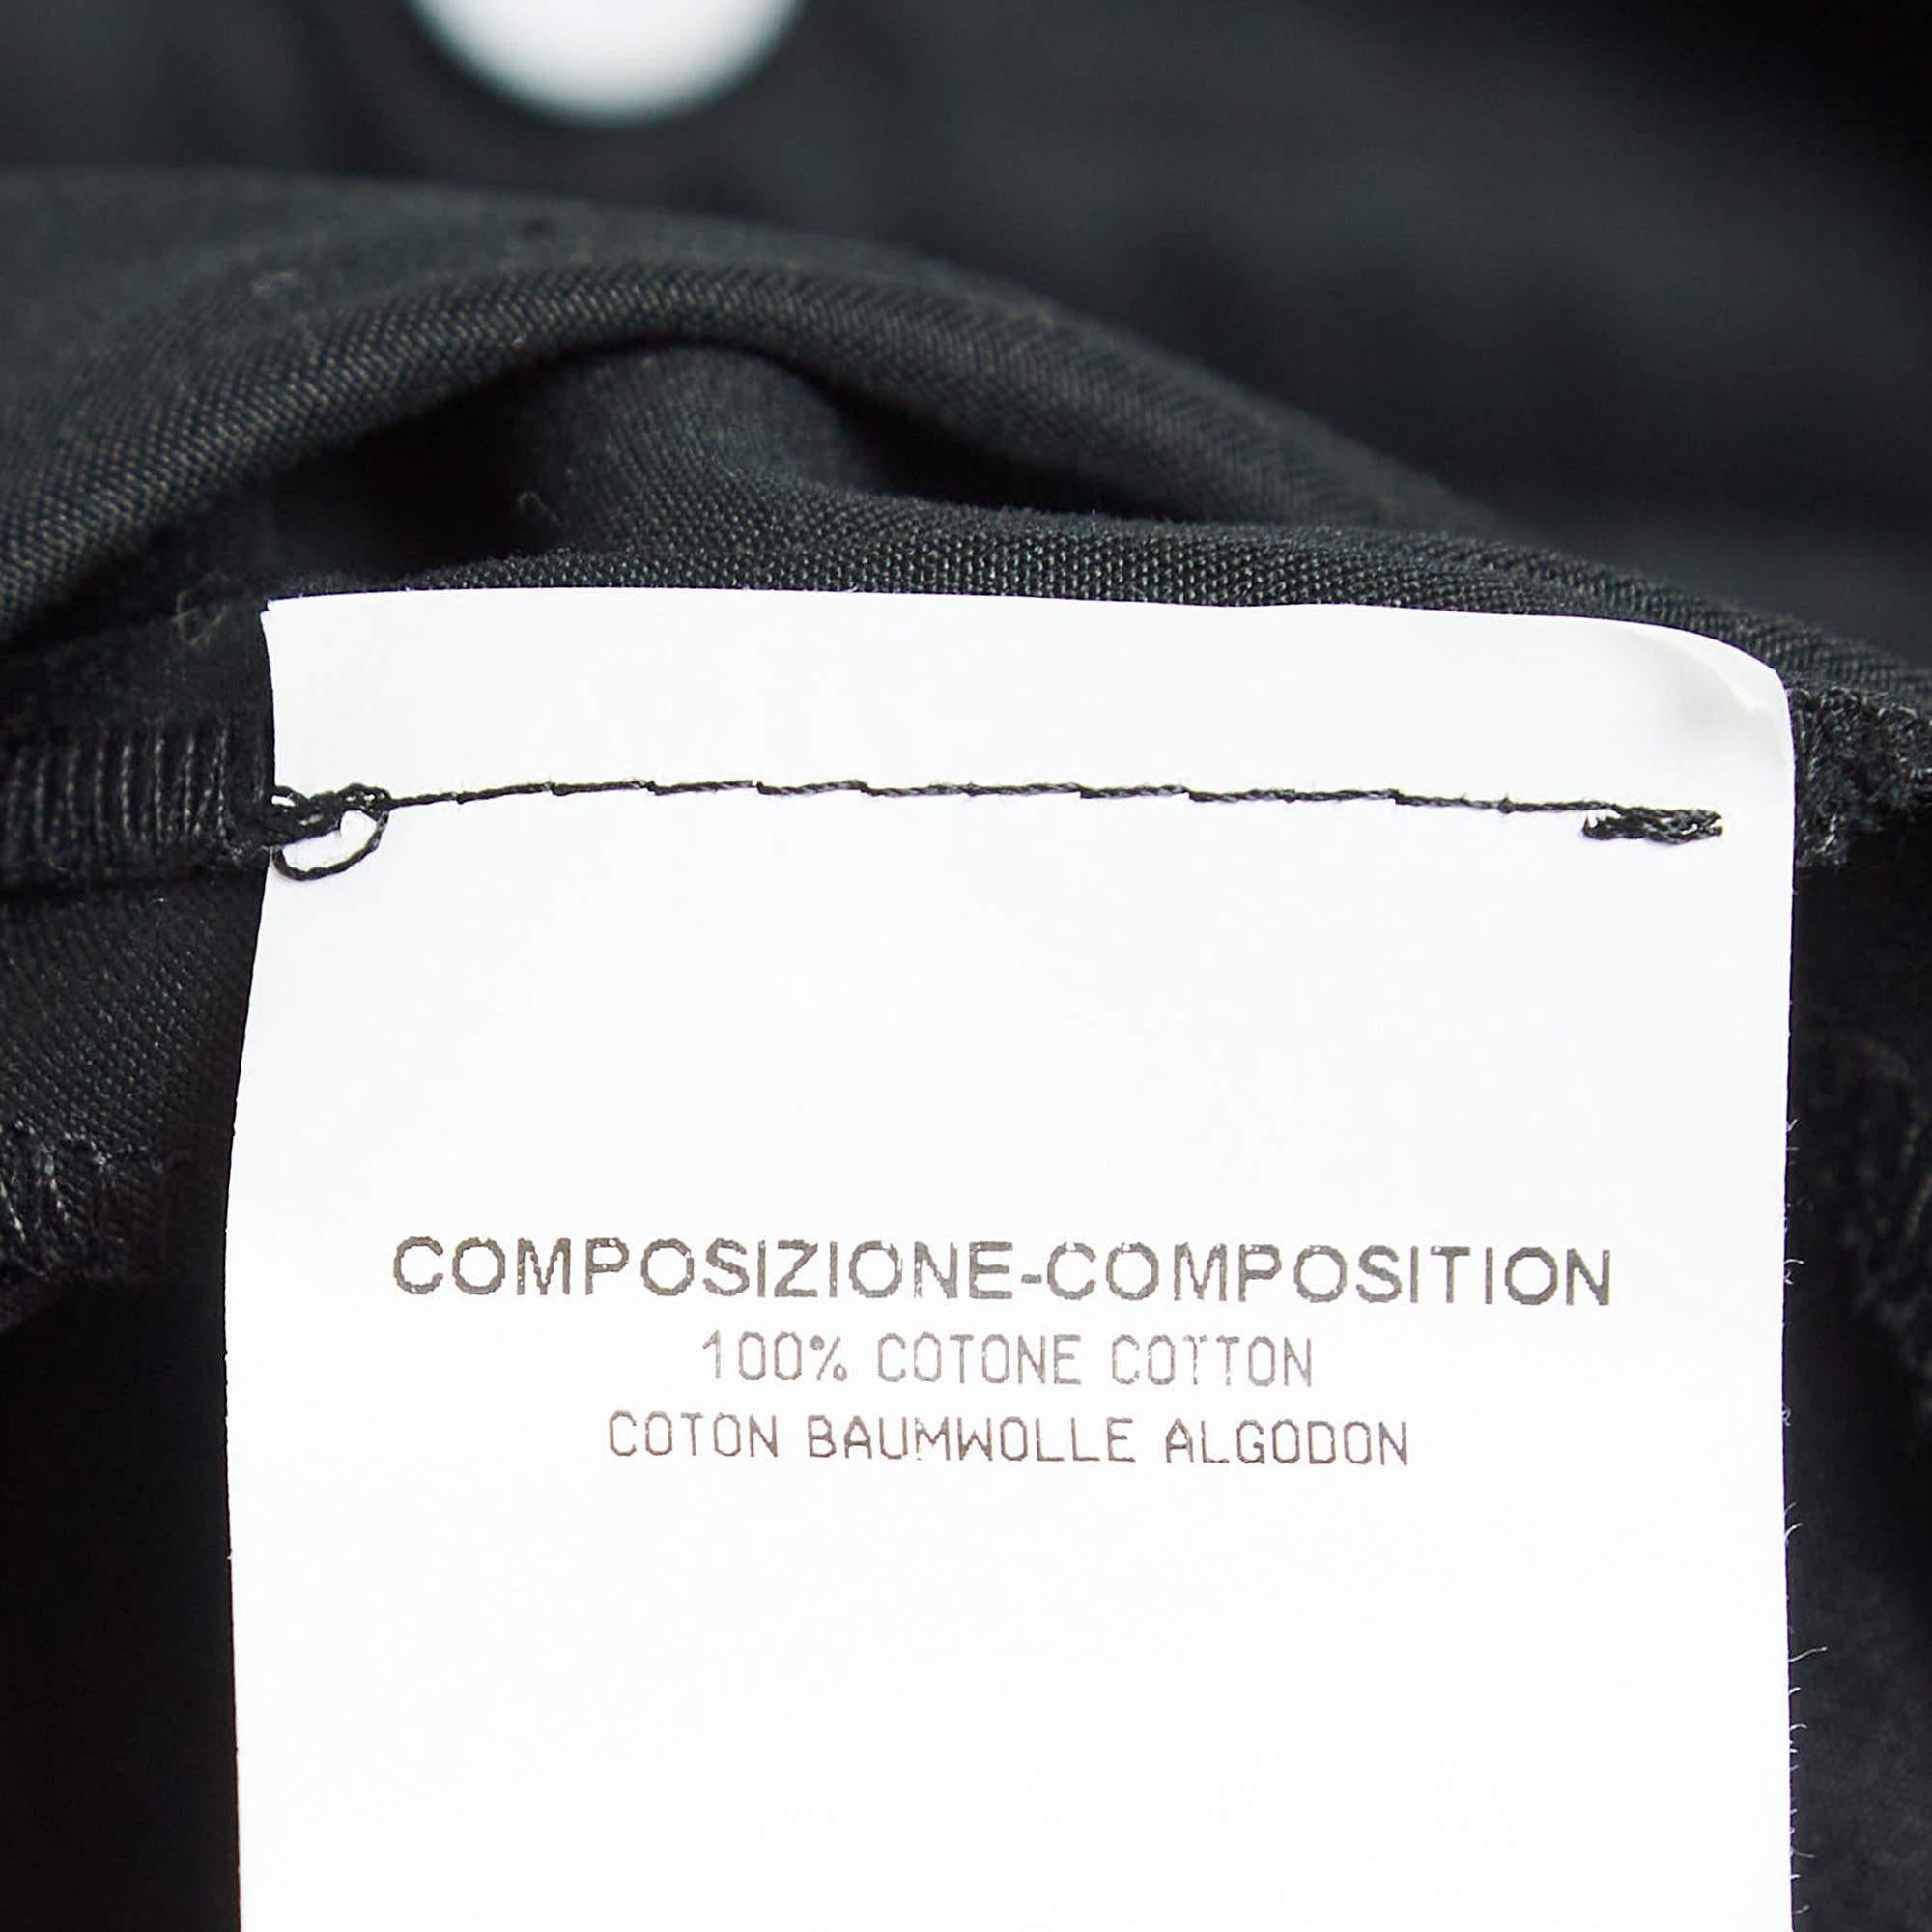 COMPOSIZIONE-COMPOSITION
100% COTONE COTTON
COTON BAUMWOLLE ALGODON